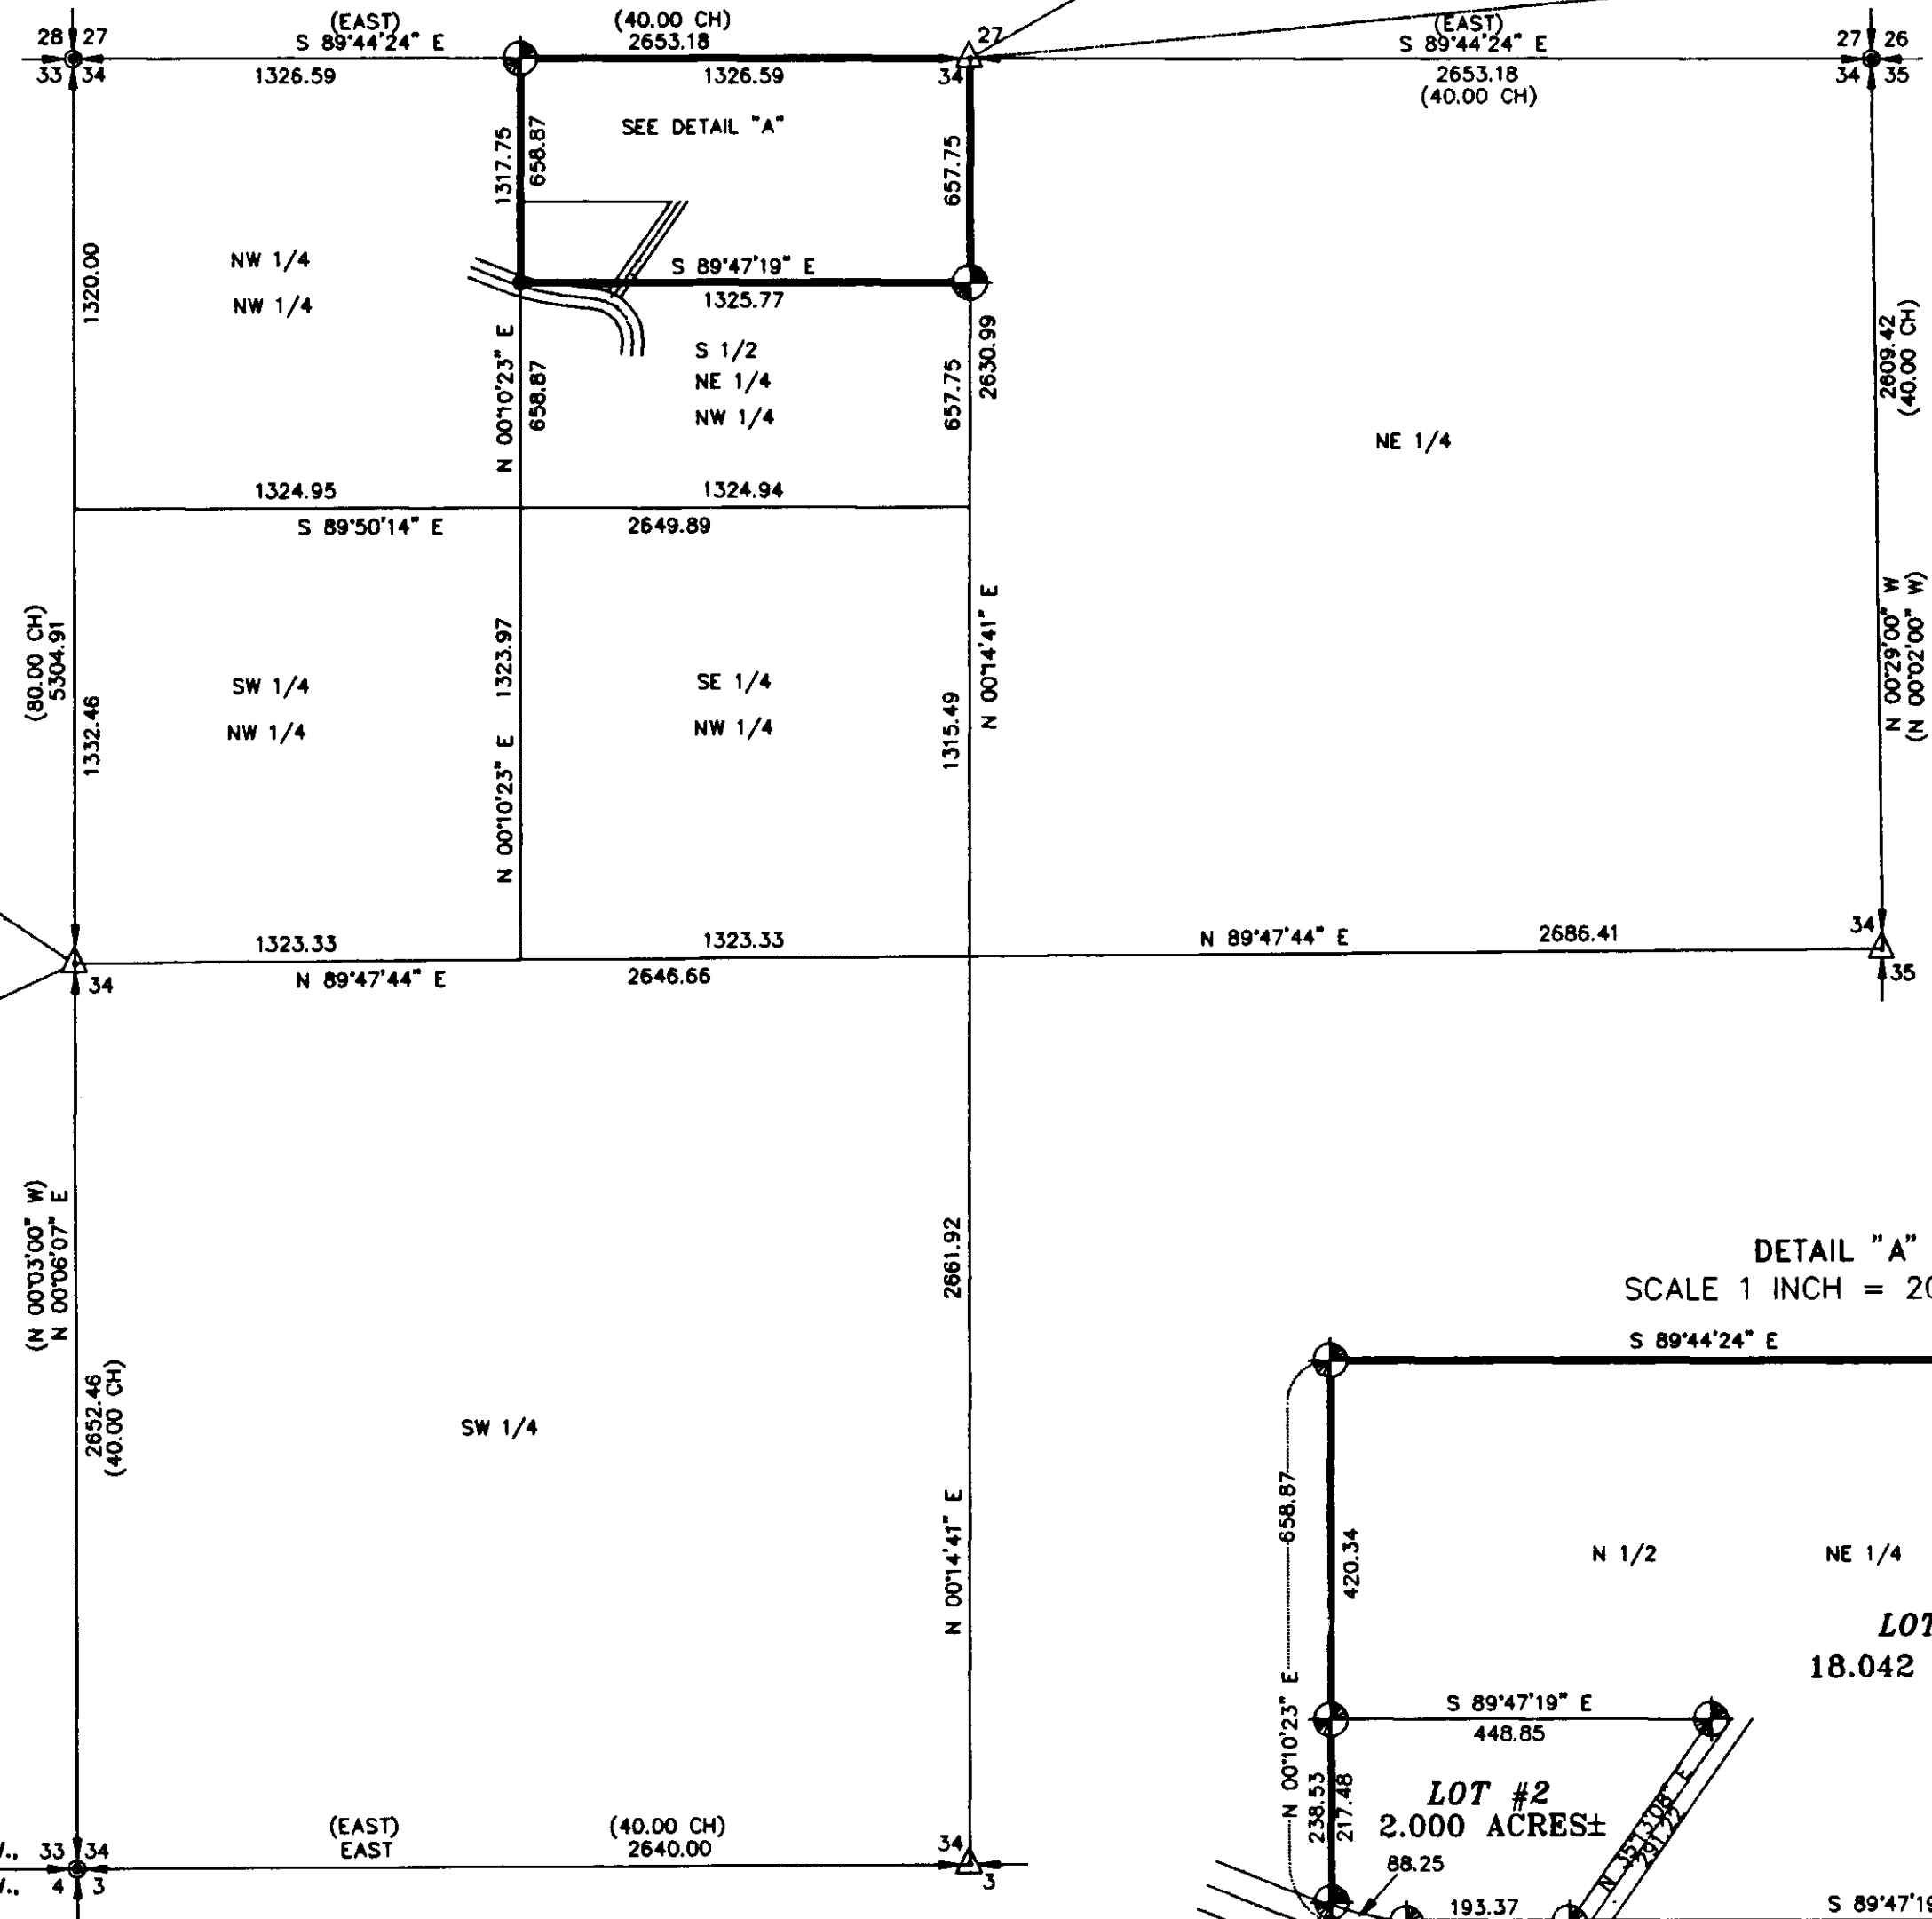 (EAST)
(40.00 CH)
(EAST)
28 27
S 89°44'24" E
2653.18
27
S 89°44'24" E
27 26
33 34
1326.59
1326.59
34
2653.18
34 35
(40.00 CH)
SEE DETAIL "A"
1317.75
658.87
657.75
1320.00
NW 1/4
NW 1/4
S 89°47'19" E
1325.77
N 00°10'23" E
658.87
S 1/2
NE 1/4
NW 1/4
657.75
2630.99
NE 1/4
2609.42
(40.00 CH)
1324.95
1324.94
S 89°50'14" E
2649.89
(80.00 CH)
5304.91
1332.46
SW 1/4
NW 1/4
1323.97
N 00°10'23" E
SE 1/4
NW 1/4
1315.49
N 00°14'41" E
N 00°29'00" W
(N 00°02'00" W)
1323.33
1323.33
N 89°47'44" E
2686.41
34
34
N 89°47'44" E
2646.66
35
(N 00°03'00" W)
N 00°06'07" E
2652.46
(40.00 CH)
2661.92
N 00°14'41" E
SW 1/4
DETAIL "A"
SCALE 1 INCH = 20
S 89°44'24" E
658.87
420.34
N 1/2
NE 1/4
LOT
18.042
N 00°10'23" E
S 89°47'19" E
448.85
238.53
217.48
LOT #2
2.000 ACRES±
N 35°13'08" E
291.22
88.25
193.37
S 89°47'19
(EAST)
(40.00 CH)
EAST
2640.00
33 34
34
4 3
3